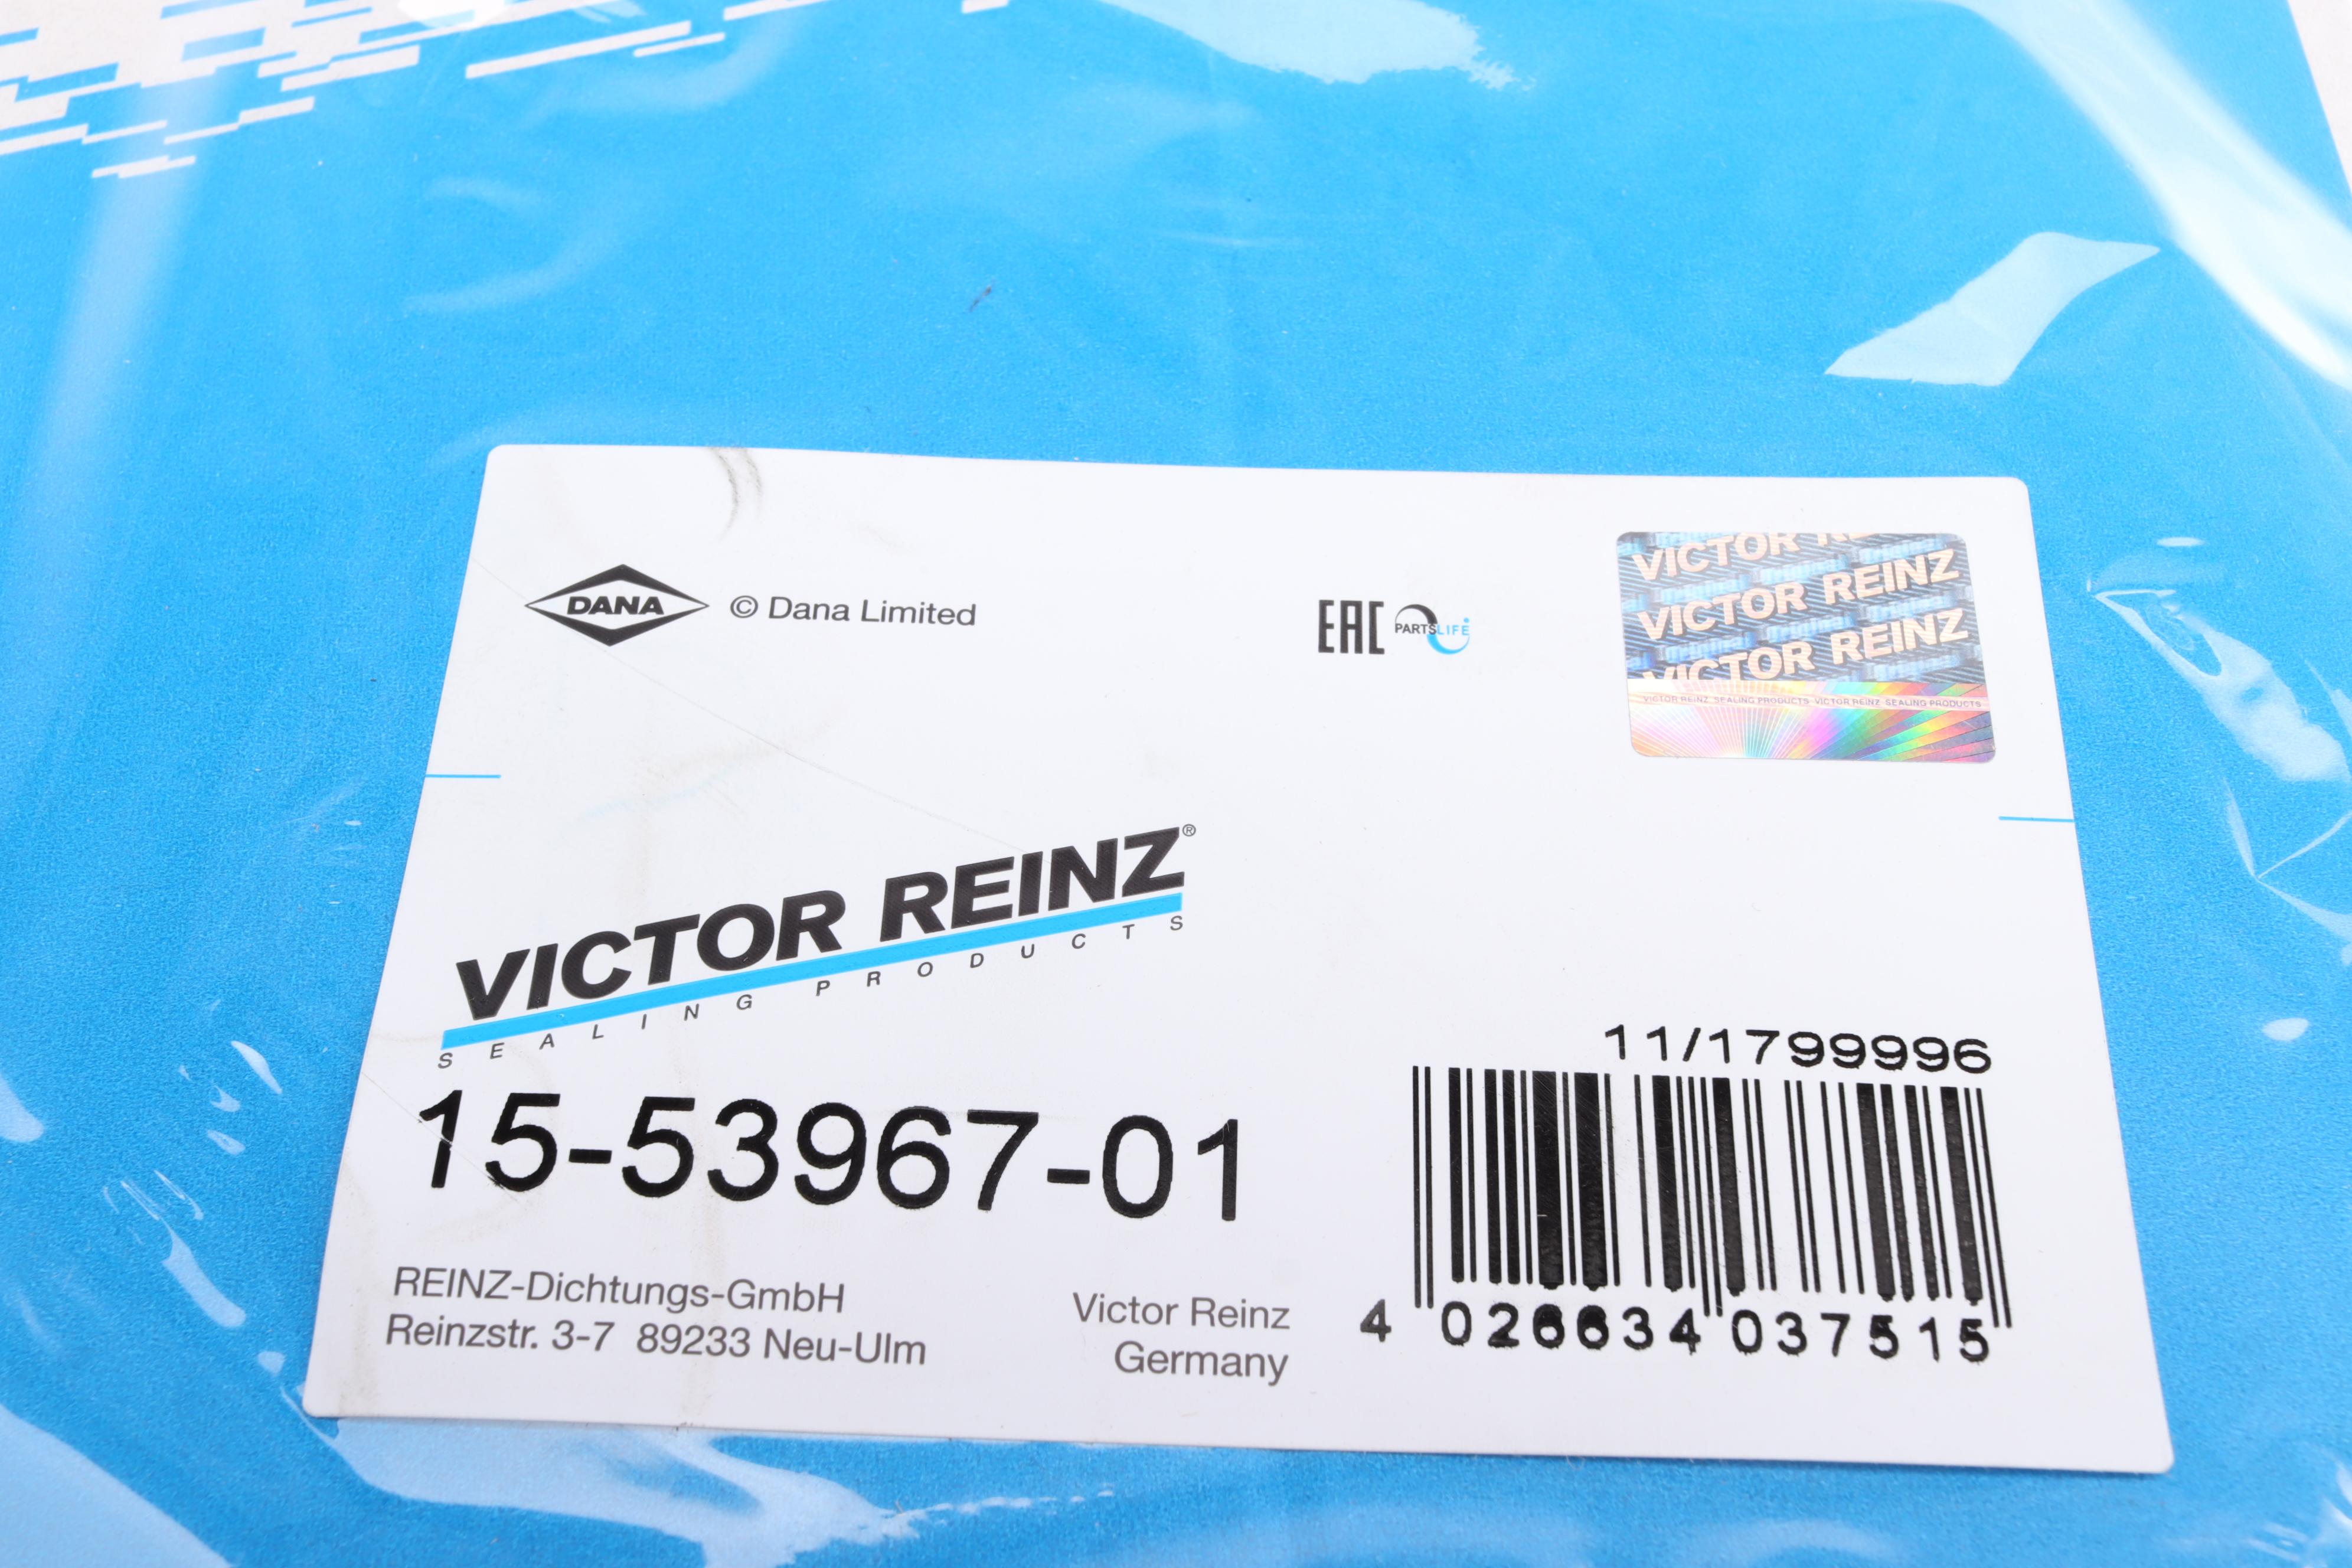 DANA © Dana Limited
EAC PARTSLIFE
VICTOR REINZ
VICTOR REINZ
VICTOR REINZ
VICTOR REINZ SEALING PRODUCTS VICTOR REINZ SEALING PRODUCTS
VICTOR REINZ®
SEALING PRODUCTS
11/1799996
15-53967-01
4 026634 037515
REINZ-Dichtungs-GmbH
Reinzstr. 3-7 89233 Neu-Ulm
Victor Reinz
Germany